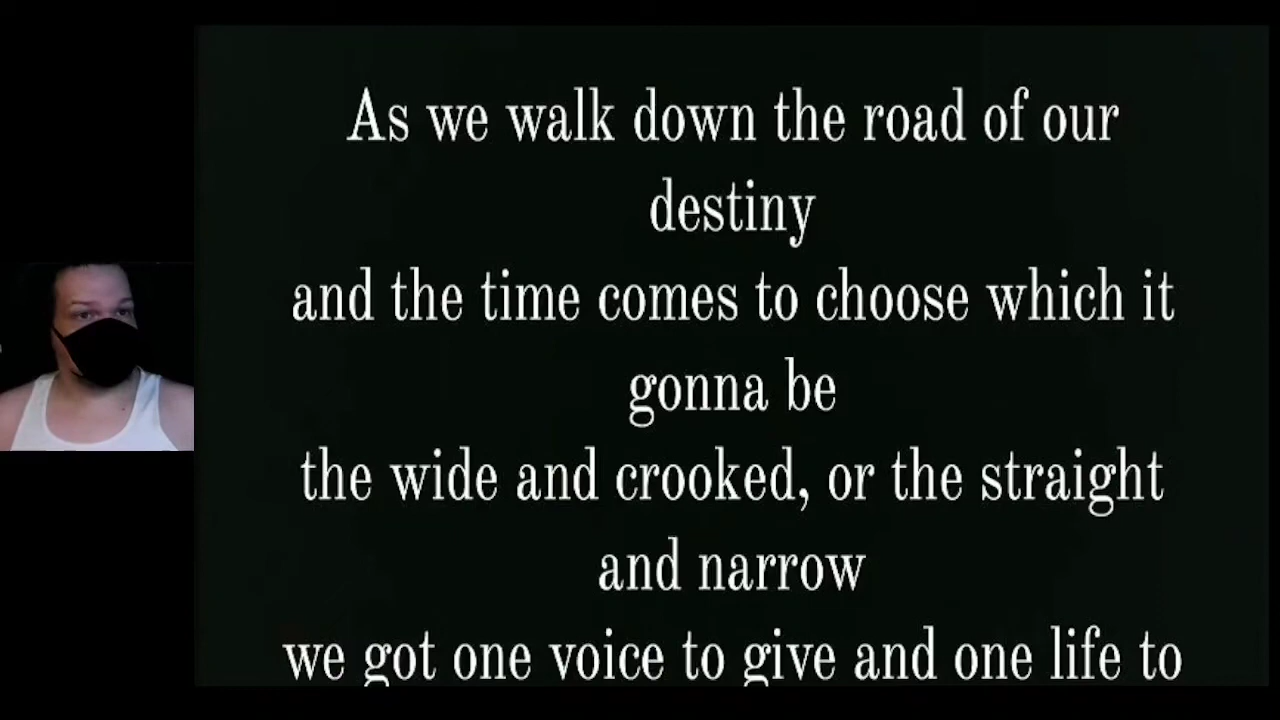 As we walk down the road of our
destiny
and the time comes to choose which it
gonna be
the wide and crooked, or the straight
and narrow
we got one voice to give and one life to